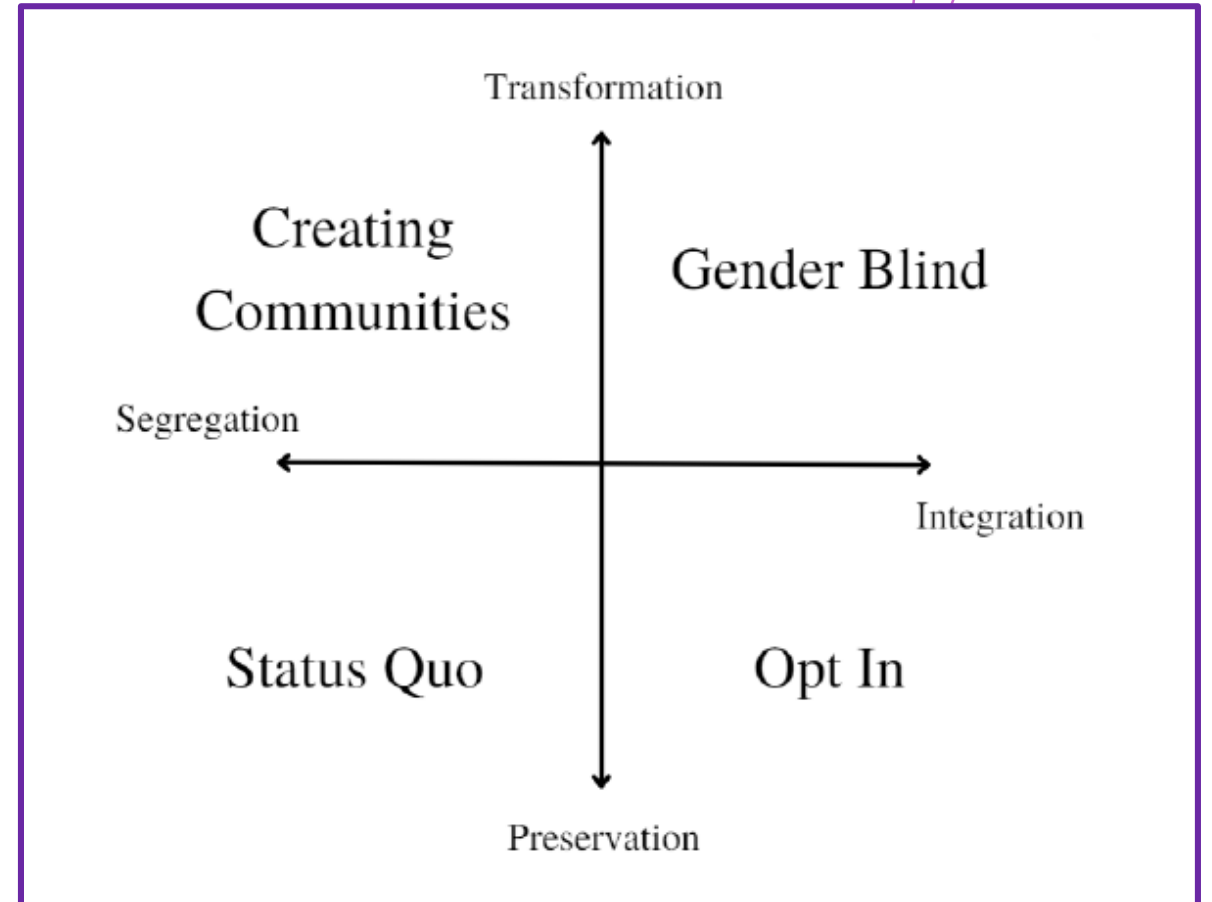 Transformation
Creating
Communities
Gender Blind
Segregation
Integration
Status Quo
Opt In
Preservation